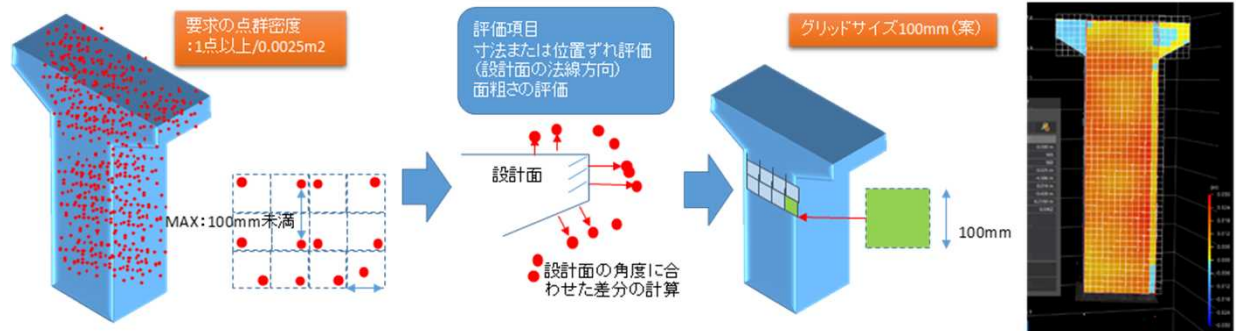 要求の点群密度
:1点以上/0.0025m2
MAX:100mm未満
評価項目
寸法または位置ずれ評価
(設計面の法線方向)
面粗さの評価
設計面
設計面の角度に合
わせた差分の計算
グリッドサイズ100mm(案)
100mm